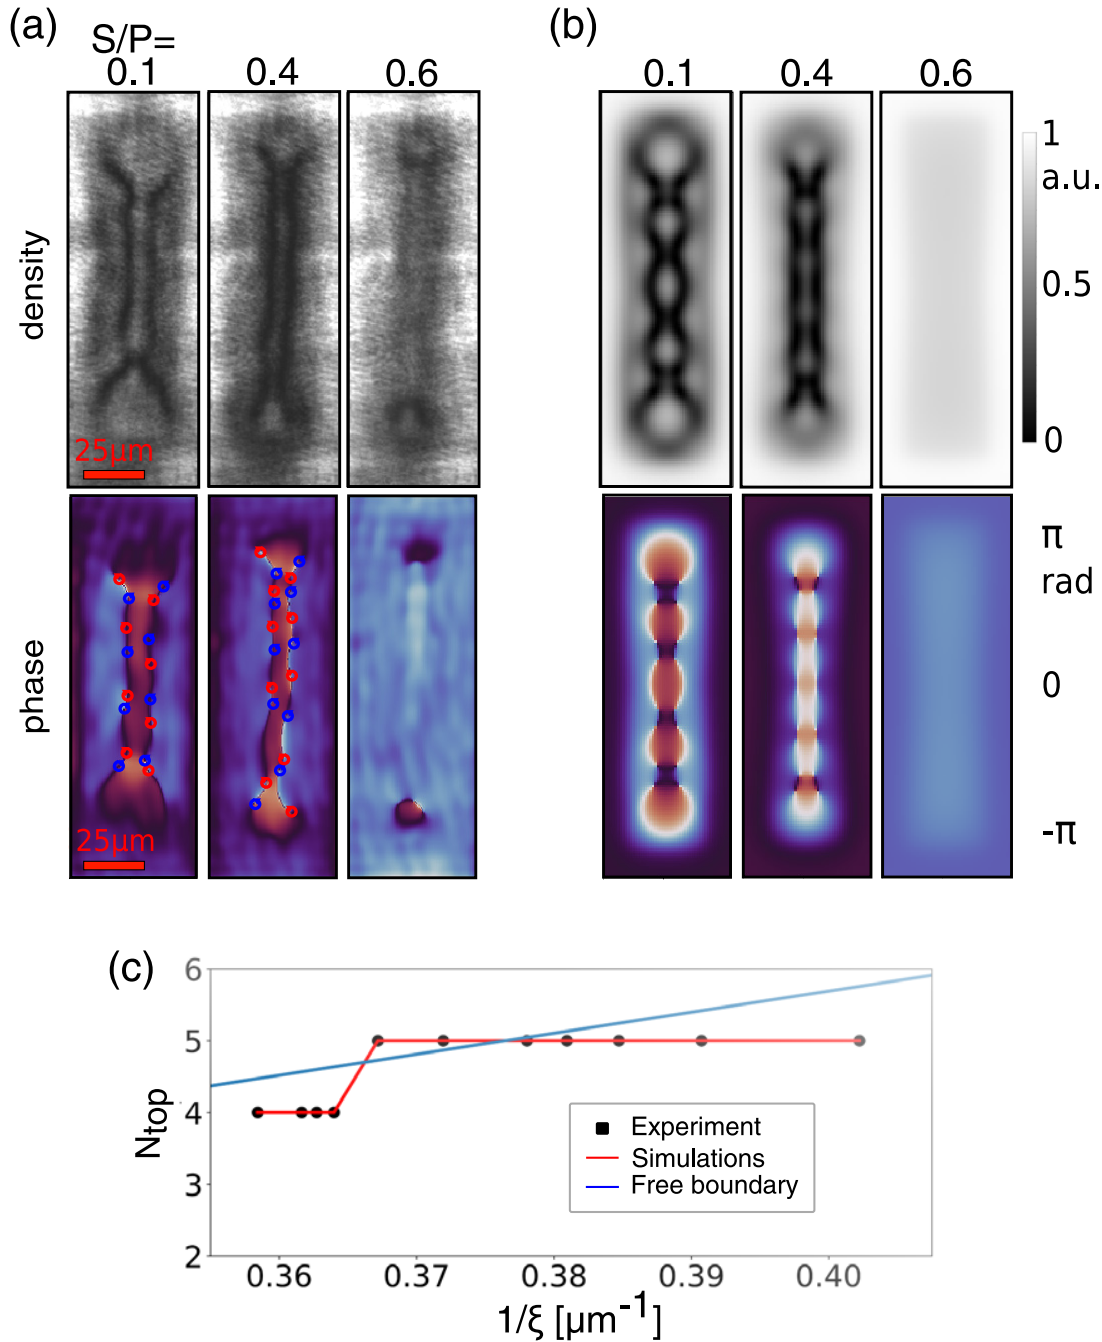 (a)
S/P=
0.1 0.4 0.6
(b)
0.1 0.4 0.6
density
25μm
1
a.u.
0.5
0
phase
25μm
π
rad
0
-π
(c)
N_top
6
5
4
3
2
Experiment
Simulations
Free boundary
0.36 0.37 0.38 0.39 0.40
1/ξ [μm⁻¹]